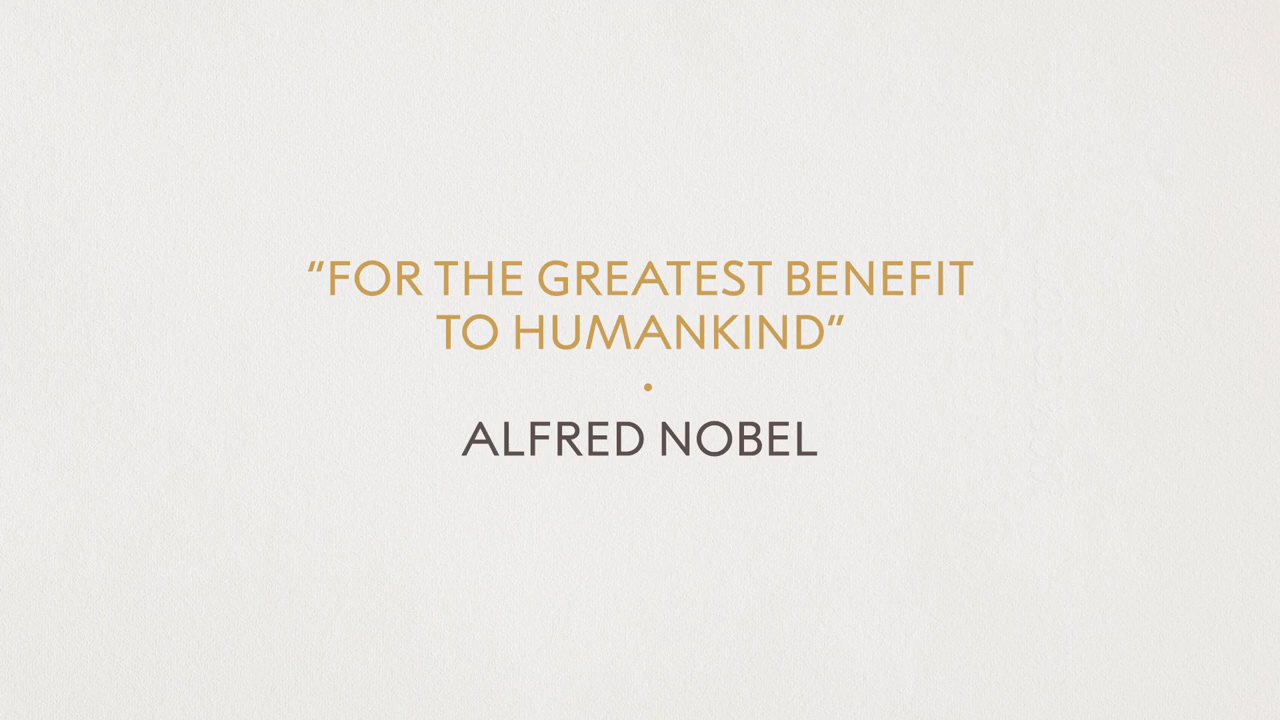 “FOR THE GREATEST BENEFIT
TO HUMANKIND”
•
ALFRED NOBEL